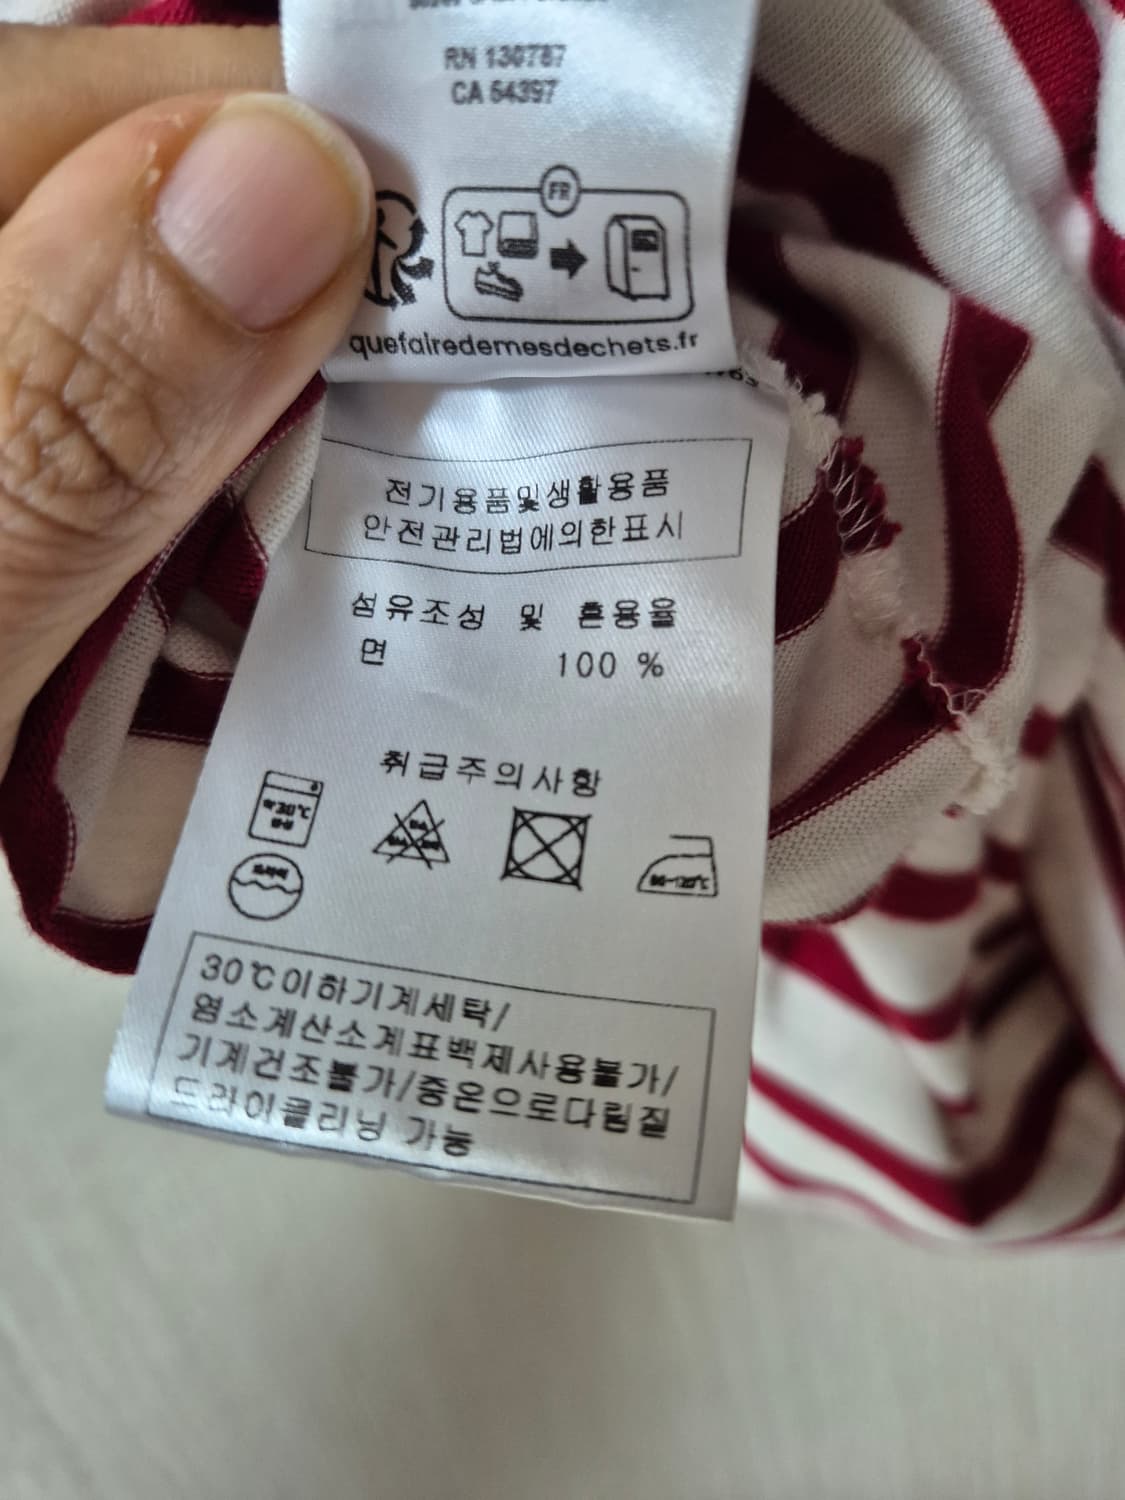 RN 130787
CA 54397
FR
quefairedemesdechets.fr
전기용품및생활용품
안전관리법에의한표시
섬유조성 및 혼용율
면 100 %
취급주의사항
30℃이하기계세탁/
염소계산소계표백제사용불가/
기계건조불가/중온으로다림질
드라이클리닝 가능